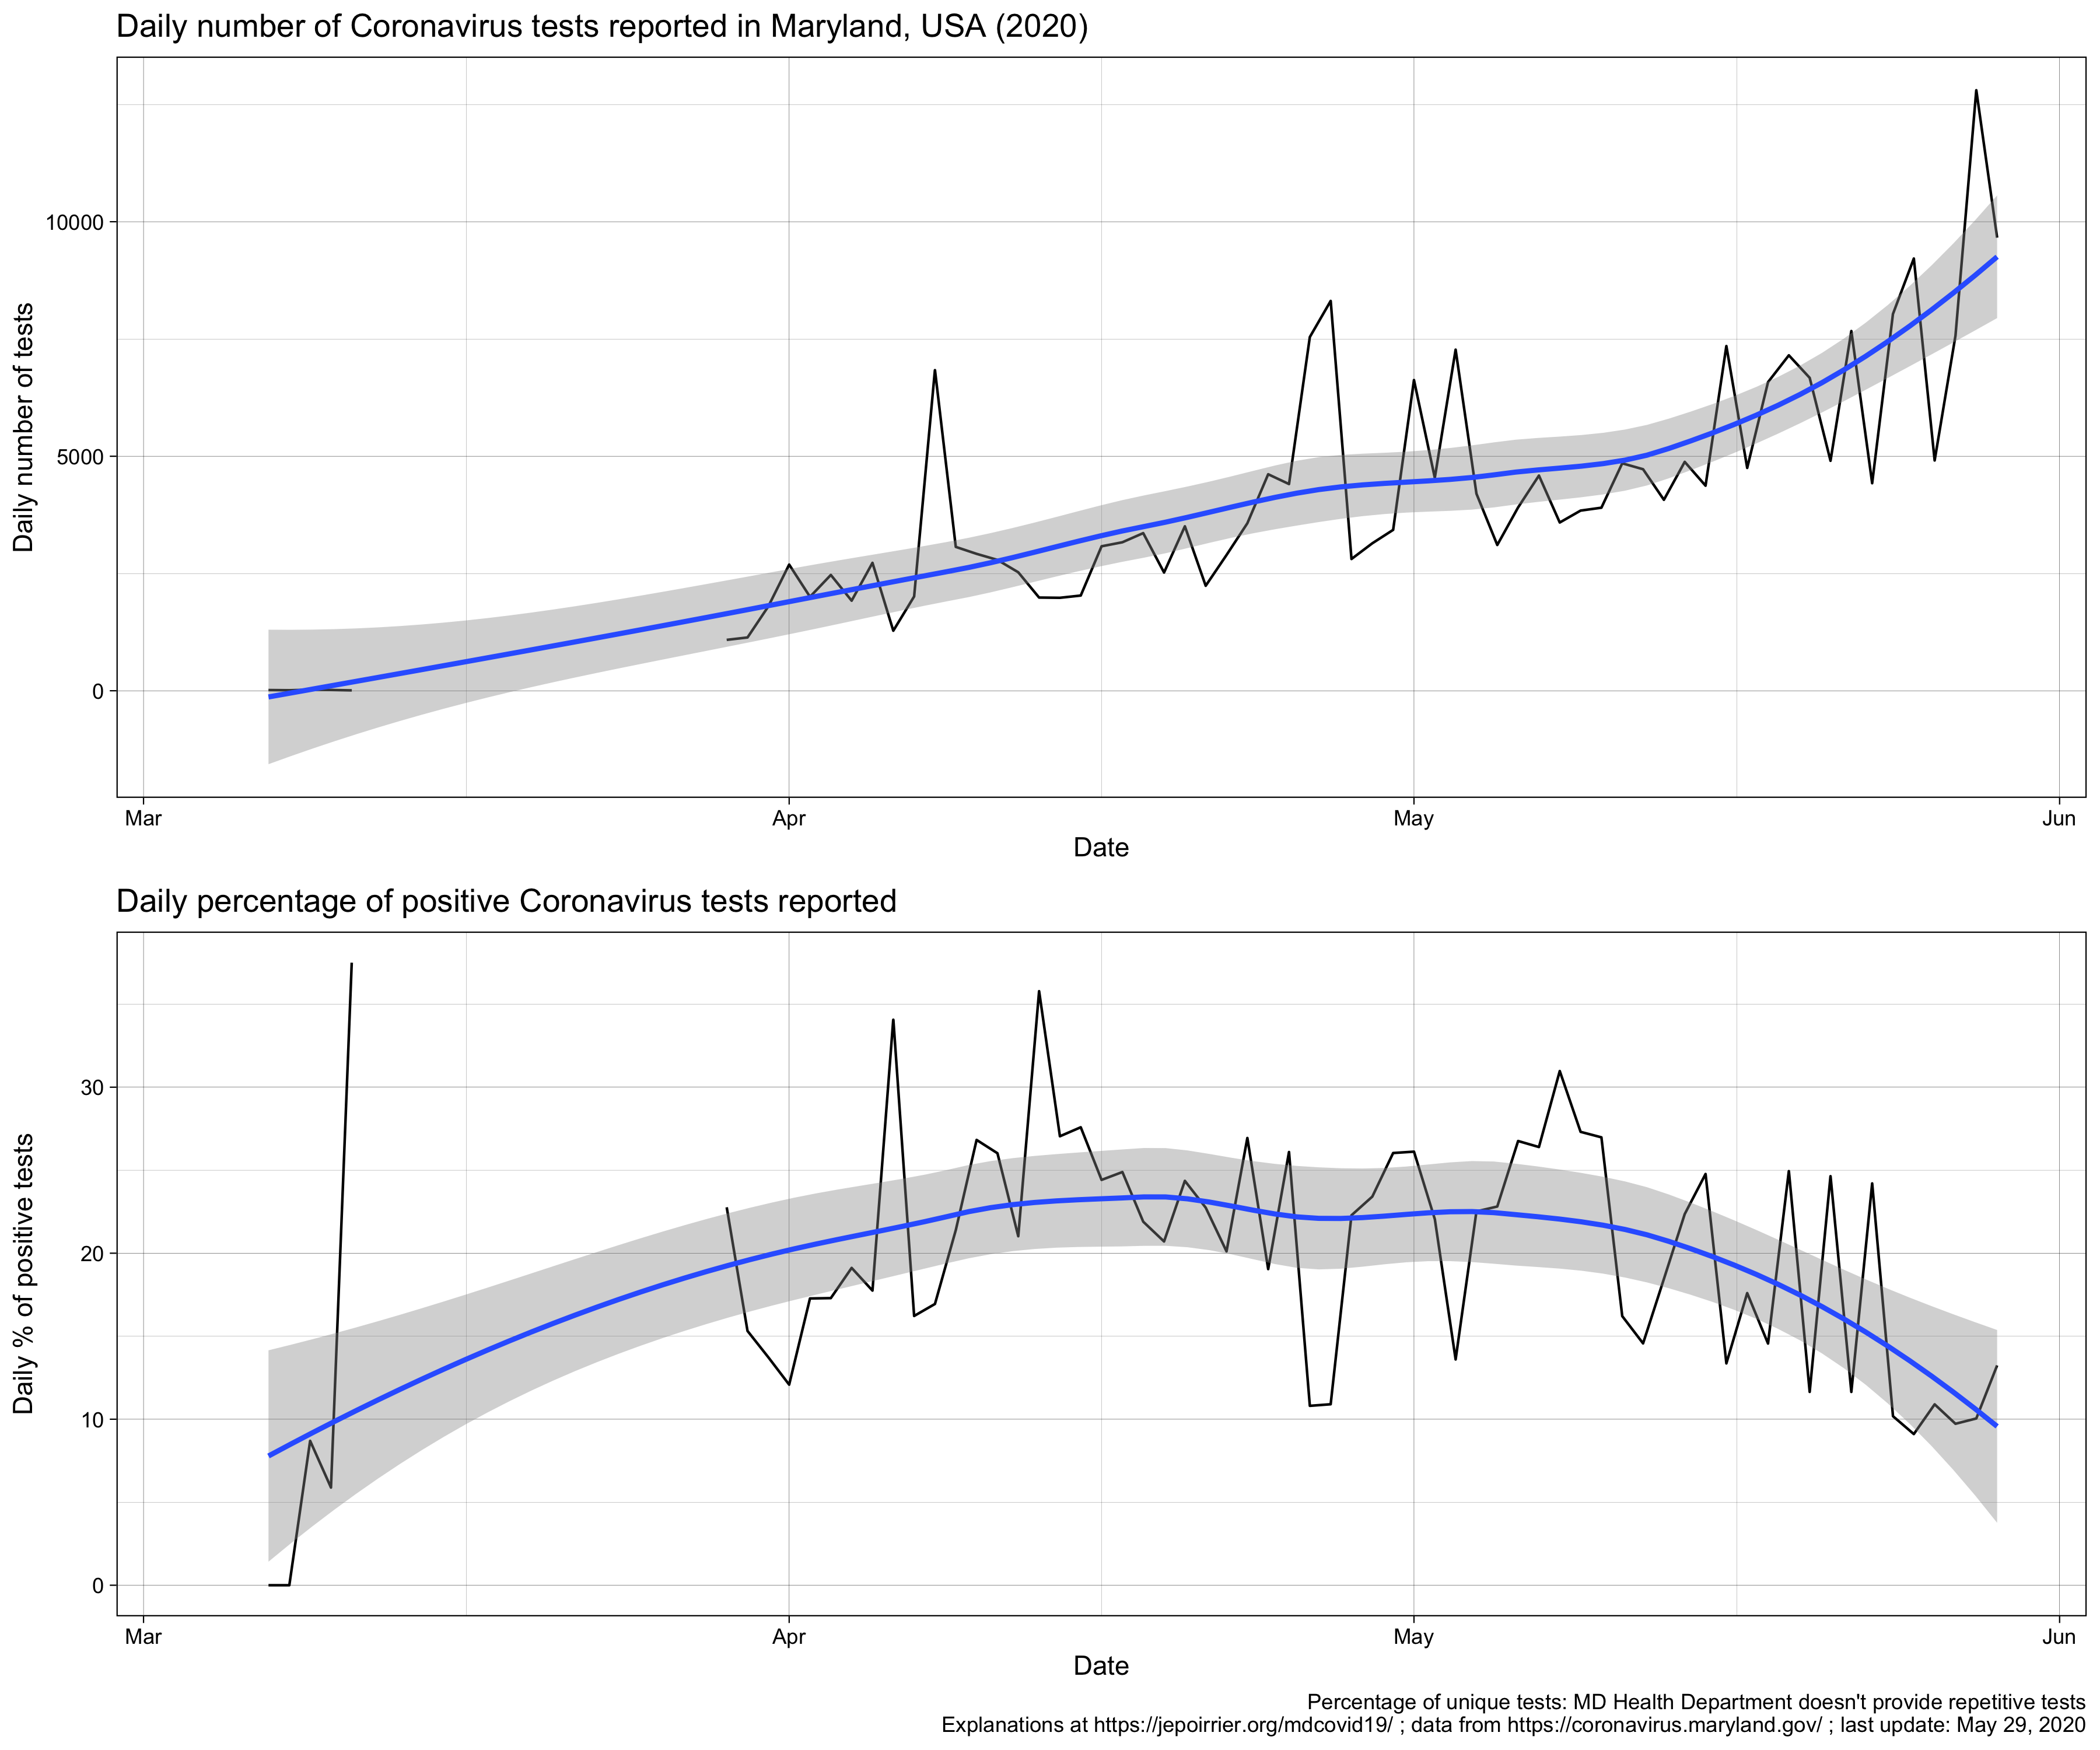 Daily number of Coronavirus tests reported in Maryland, USA (2020)
Daily number of tests
10000
5000
0
Mar
Apr
May
Jun
Date
Daily percentage of positive Coronavirus tests reported
Daily % of positive tests
30
20
10
0
Mar
Apr
May
Jun
Date
Percentage of unique tests: MD Health Department doesn't provide repetitive tests
Explanations at https://jepoirrier.org/mdcovid19/ ; data from https://coronavirus.maryland.gov/ ; last update: May 29, 2020